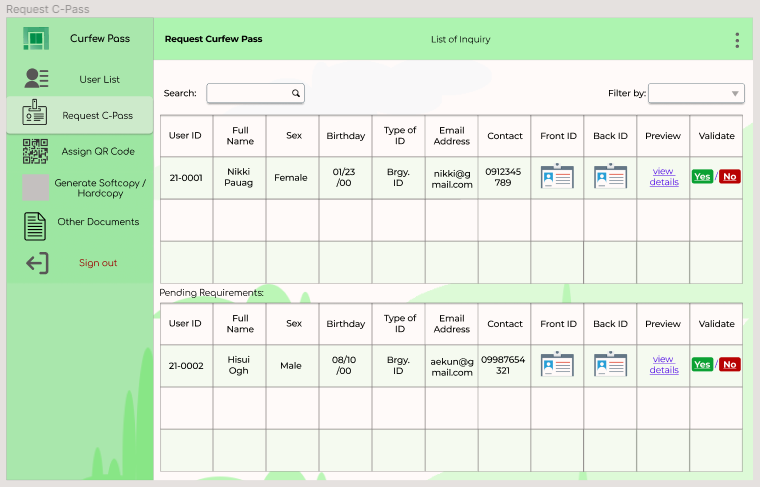 Request C-Pass
Curfew Pass
User List
Request C-Pass
Assign QR Code
Generate Softcopy /
Hardcopy
Other Documents
Sign out
Request Curfew Pass
List of Inquiry
Search:
Filter by:
User ID
Full
Name
Sex
Birthday
Type of
ID
Email
Address
Contact
Front ID
Back ID
Preview
Validate
21-0001
Nikki
Pauag
Female
01/23
/00
Brgy.
ID
nikki@g
mail.com
0912345
789
view
details
Yes / No
Pending Requirements:
User ID
Full
Name
Sex
Birthday
Type of
ID
Email
Address
Contact
Front ID
Back ID
Preview
Validate
21-0002
Hisui
Ogh
Male
08/10
/00
Brgy.
ID
aekun@g
mail.com
09987654
321
view
details
Yes / No